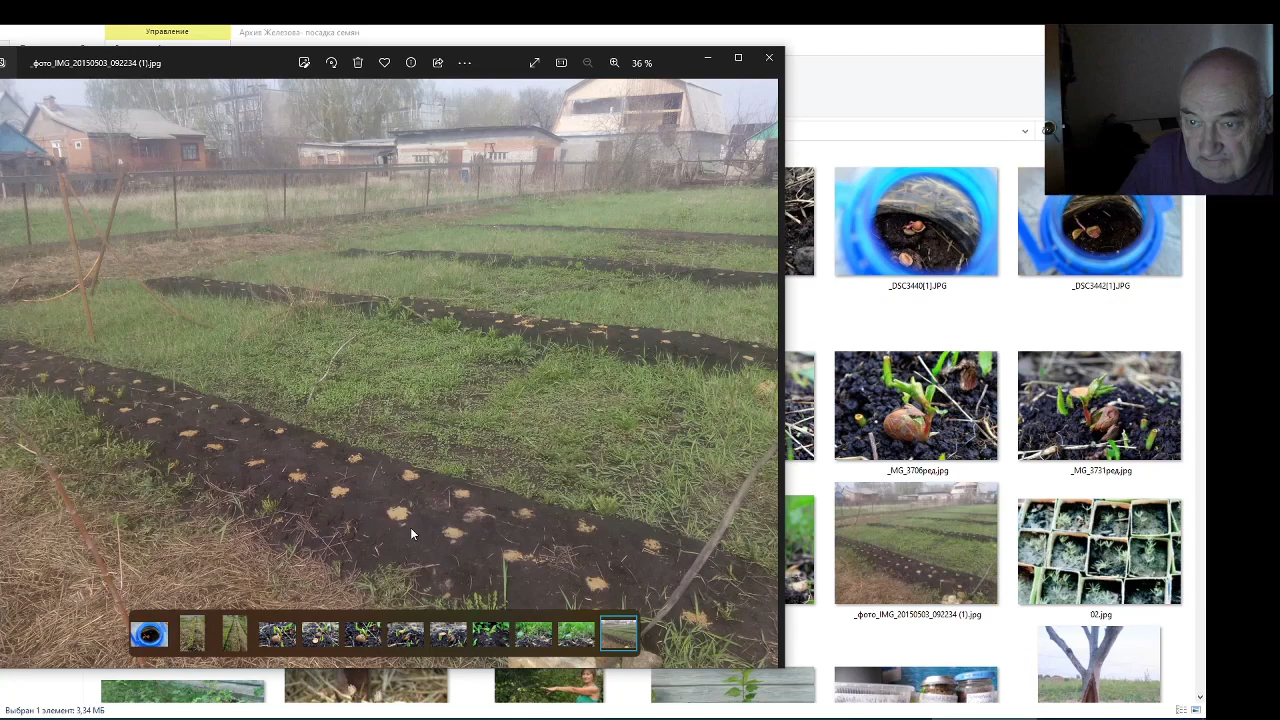 Управление
Архив Железова- посадка семян
_фото_IMG_20150503_092234 (1).jpg
36 %
_DSC3440[1].JPG
_DSC3442[1].JPG
_MG_3706ред.jpg
_MG_3731ред.jpg
_фото_IMG_20150503_092234 (1).jpg
02.jpg
Выбран 1 элемент: 3,34 МБ